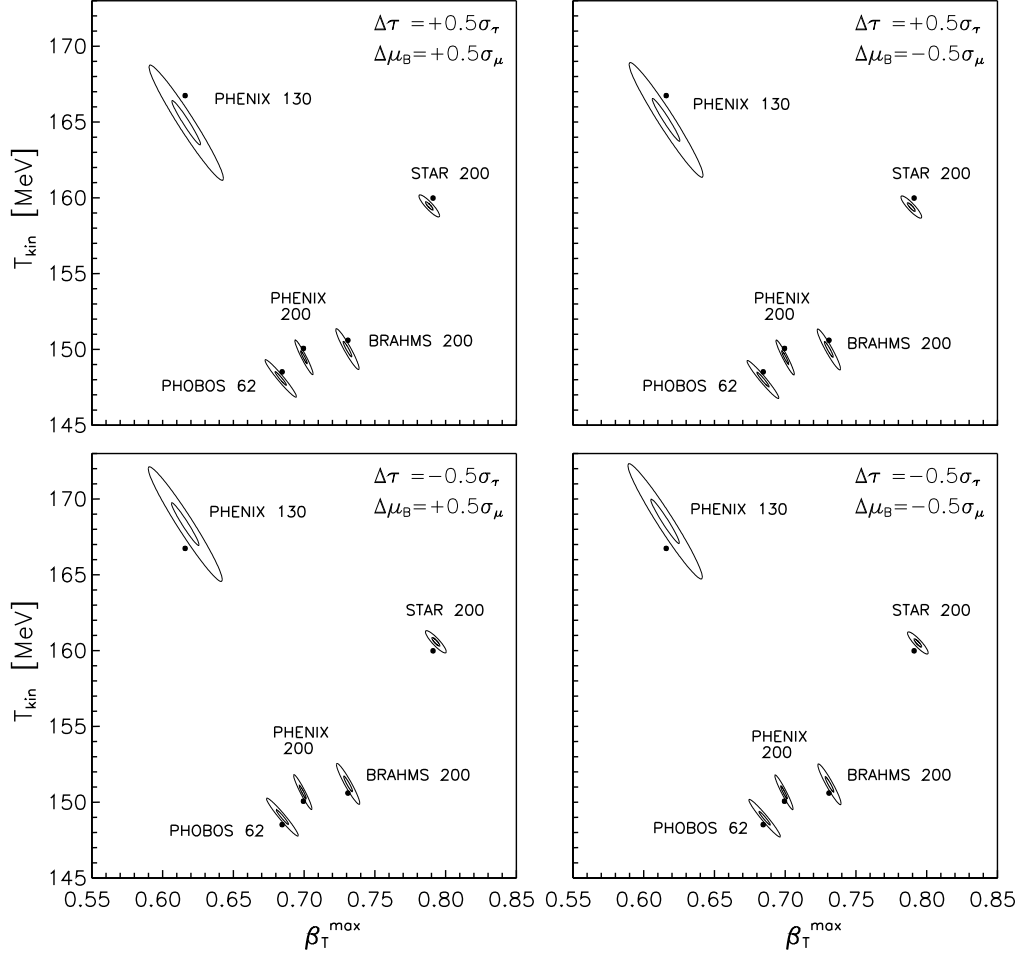 Δτ =+0.5στ
ΔμB=+0.5σμ
PHENIX 130
STAR 200
PHENIX
200
BRAHMS 200
PHOBOS 62
170
165
160
155
150
145
Tkin [MeV]
Δτ =+0.5στ
ΔμB=−0.5σμ
PHENIX 130
STAR 200
PHENIX
200
BRAHMS 200
PHOBOS 62
Δτ =−0.5στ
ΔμB=+0.5σμ
PHENIX 130
STAR 200
PHENIX
200
BRAHMS 200
PHOBOS 62
170
165
160
155
150
145
Tkin [MeV]
0.55 0.60 0.65 0.70 0.75 0.80 0.85
βT max
Δτ =−0.5στ
ΔμB=−0.5σμ
PHENIX 130
STAR 200
PHENIX
200
BRAHMS 200
PHOBOS 62
0.55 0.60 0.65 0.70 0.75 0.80 0.85
βT max